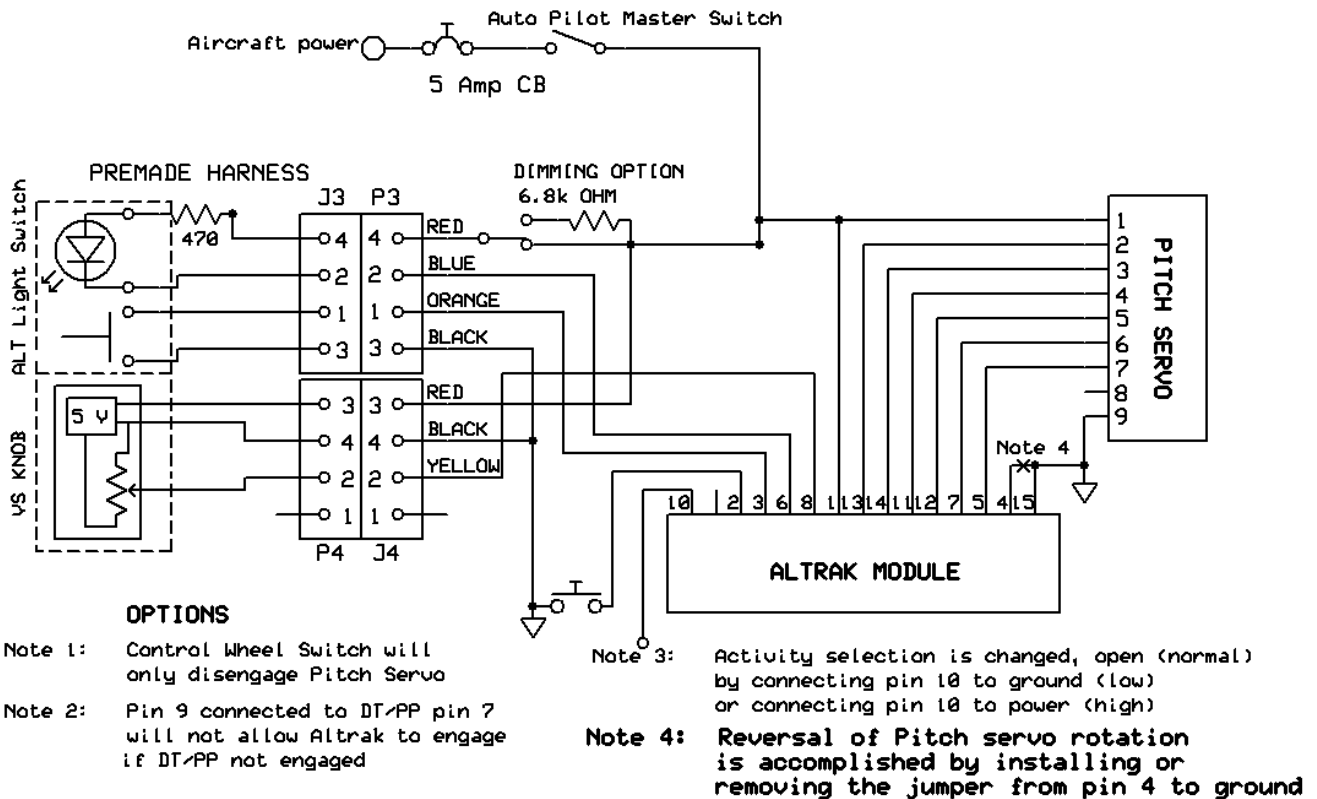 Auto Pilot Master Switch
Aircraft power
5 Amp CB
PREMADE HARNESS
DIMMING OPTION
6.8k OHM
J3 P3
470
ALT Light Switch
4 4 RED
2 2 BLUE
1 1 ORANGE
3 3 BLACK
VS KNOB
5 V
3 3 RED
4 4 BLACK
2 2 YELLOW
1 1
P4 J4
1
2
3
4
5
6
7
8
9
PITCH SERVO
Note 4
10 2 3 6 8 1 13 14 11 12 7 5 4 15
ALTRAK MODULE
OPTIONS
Note 1: Control Wheel Switch will
only disengage Pitch Servo
Note 2: Pin 9 connected to DT/PP pin 7
will not allow Altrak to engage
if DT/PP not engaged
Note 3: Activity selection is changed, open (normal)
by connecting pin 10 to ground (low)
or connecting pin 10 to power (high)
Note 4: Reversal of Pitch servo rotation
is accomplished by installing or
removing the jumper from pin 4 to ground